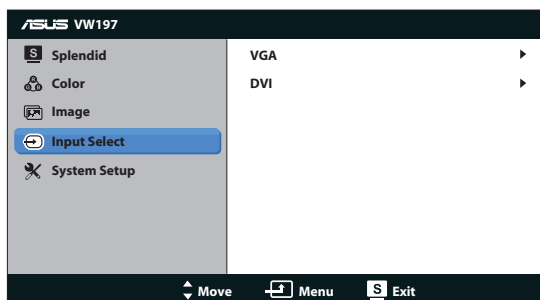 ASUS VW197
S Splendid
Color
Image
Input Select
System Setup
VGA
DVI
Move Menu S Exit